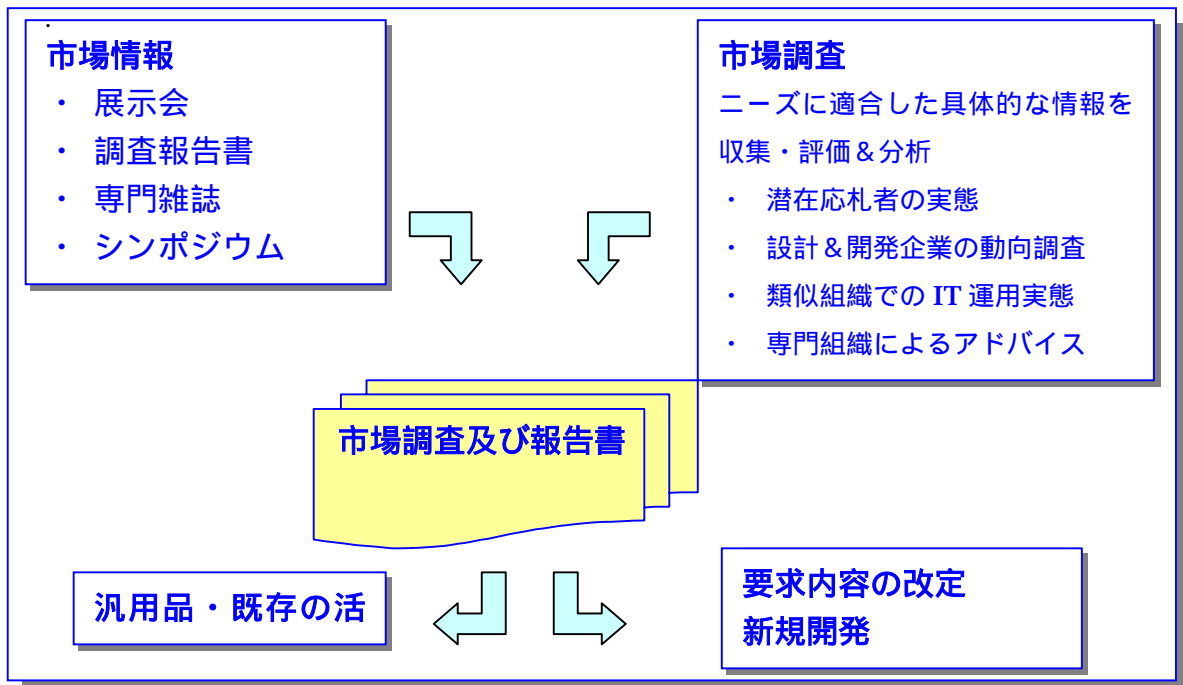 市場情報
・ 展示会
・ 調査報告書
・ 専門雑誌
・ シンポジウム
市場調査
ニーズに適合した具体的な情報を
収集・評価＆分析
・ 潜在応札者の実態
・ 設計＆開発企業の動向調査
・ 類似組織での IT 運用実態
・ 専門組織によるアドバイス
市場調査及び報告書
汎用品・既存の活
要求内容の改定
新規開発